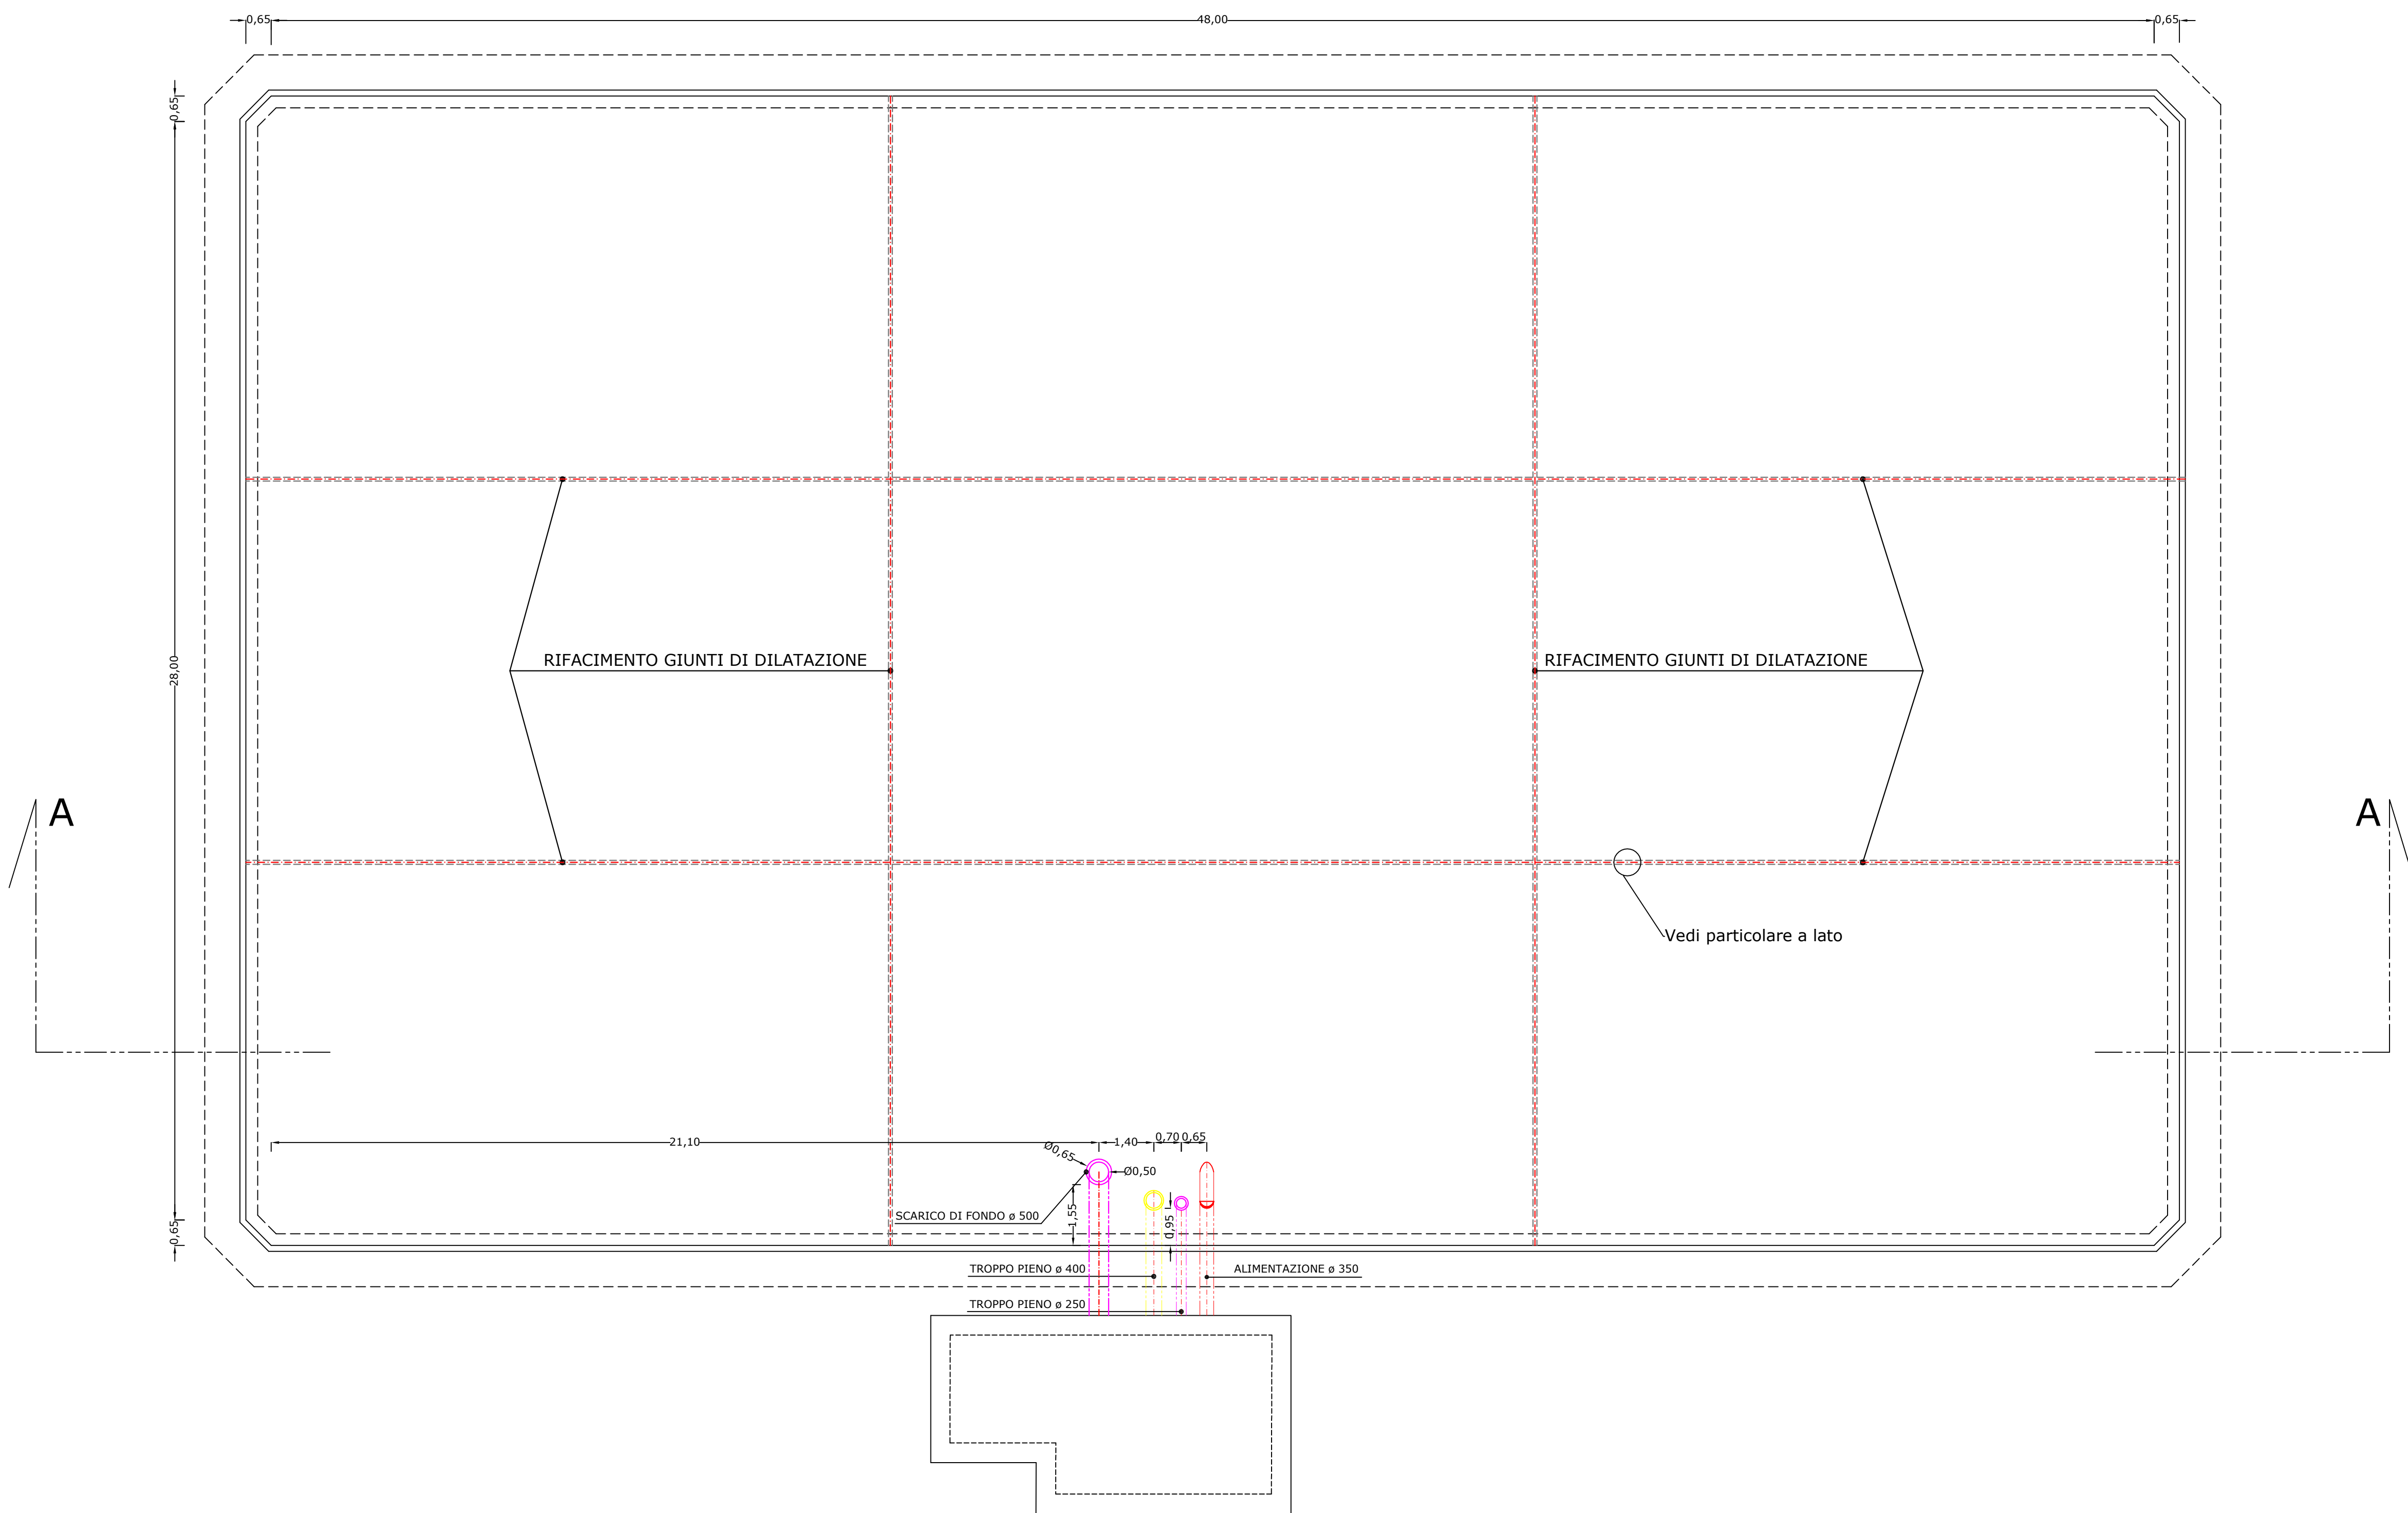 0,65
48,00
0,65
0,65
28,00
RIFACIMENTO GIUNTI DI DILATAZIONE
RIFACIMENTO GIUNTI DI DILATAZIONE
A
A
Vedi particolare a lato
21,10
1,40
0,70
0,65
Ø0,65
Ø0,50
SCARICO DI FONDO ø 500
1,55
0,95
0,65
TROPPO PIENO ø 400
ALIMENTAZIONE ø 350
TROPPO PIENO ø 250